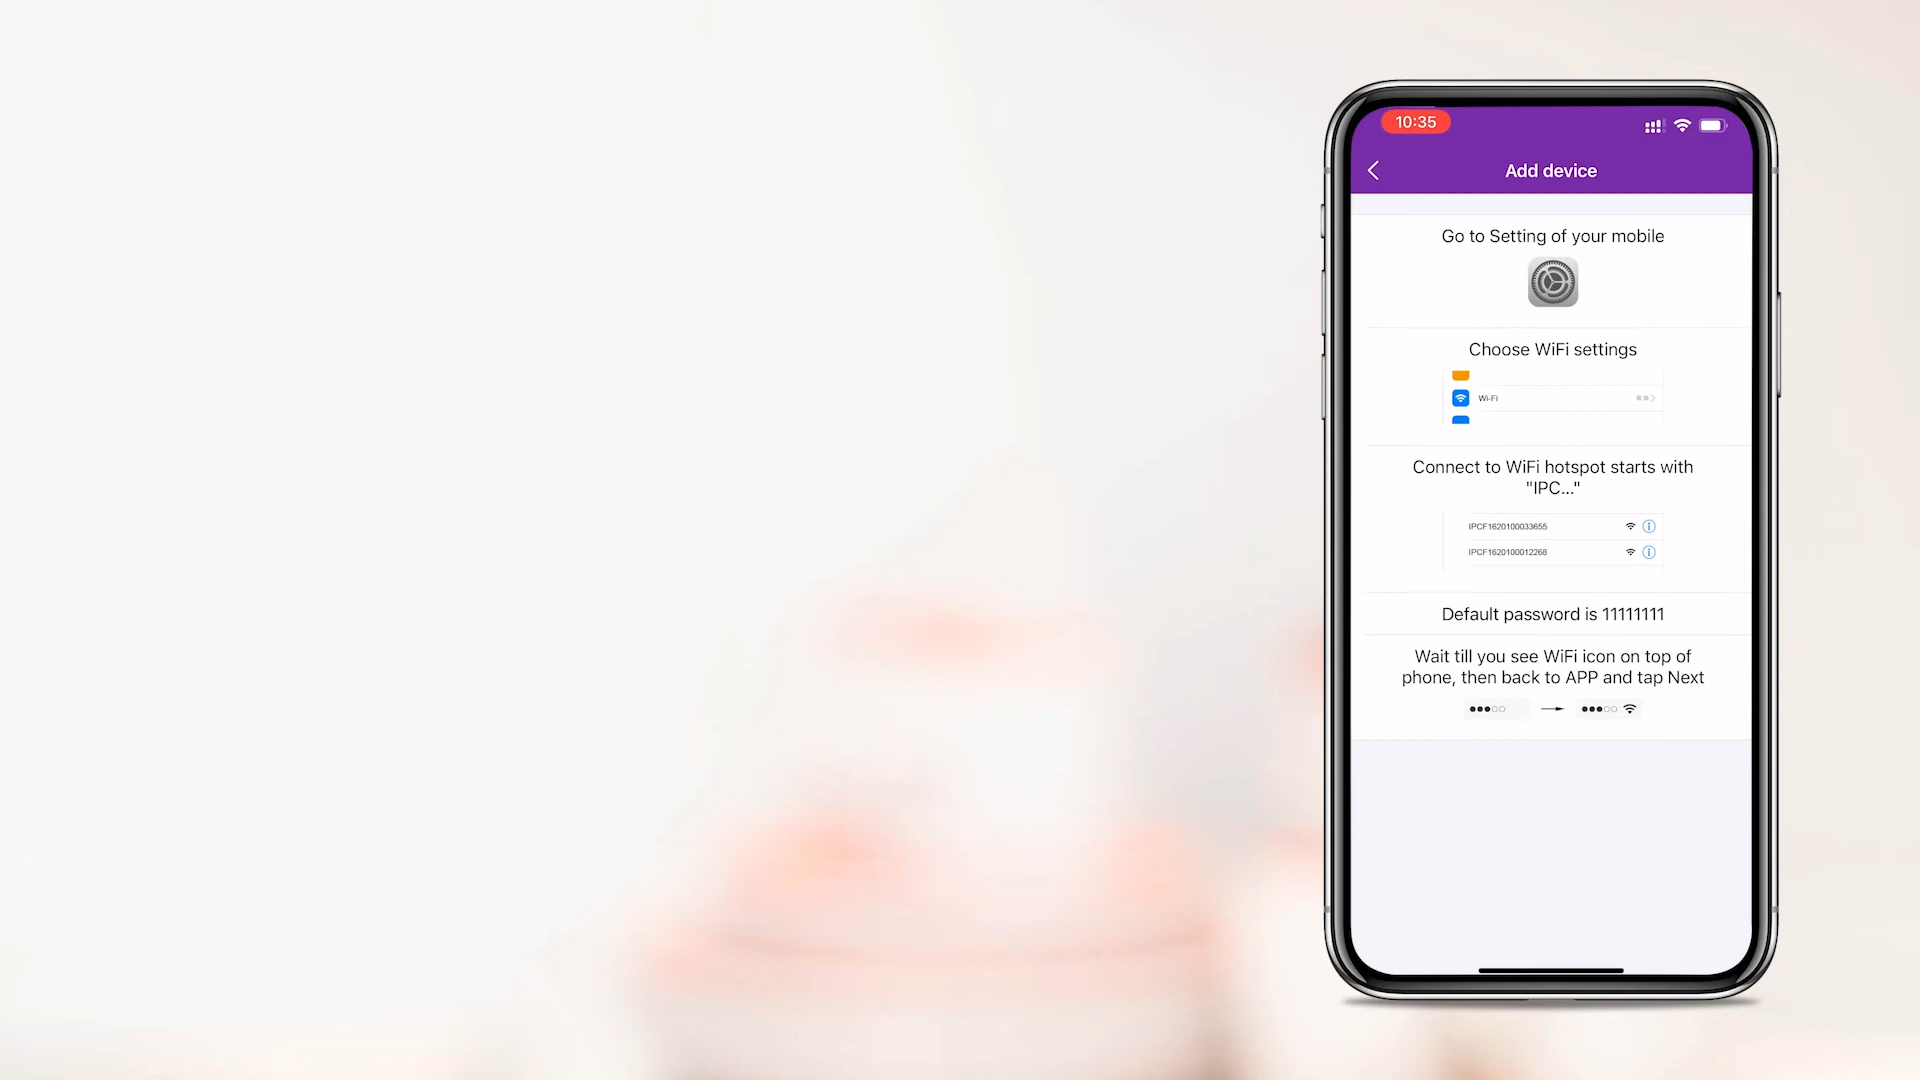 10:35
Add device
Go to Setting of your mobile
Choose WiFi settings
Wi-Fi
Connect to WiFi hotspot starts with
"IPC..."
IPCF1620100033655
IPCF1620100012268
Default password is 11111111
Wait till you see WiFi icon on top of
phone, then back to APP and tap Next